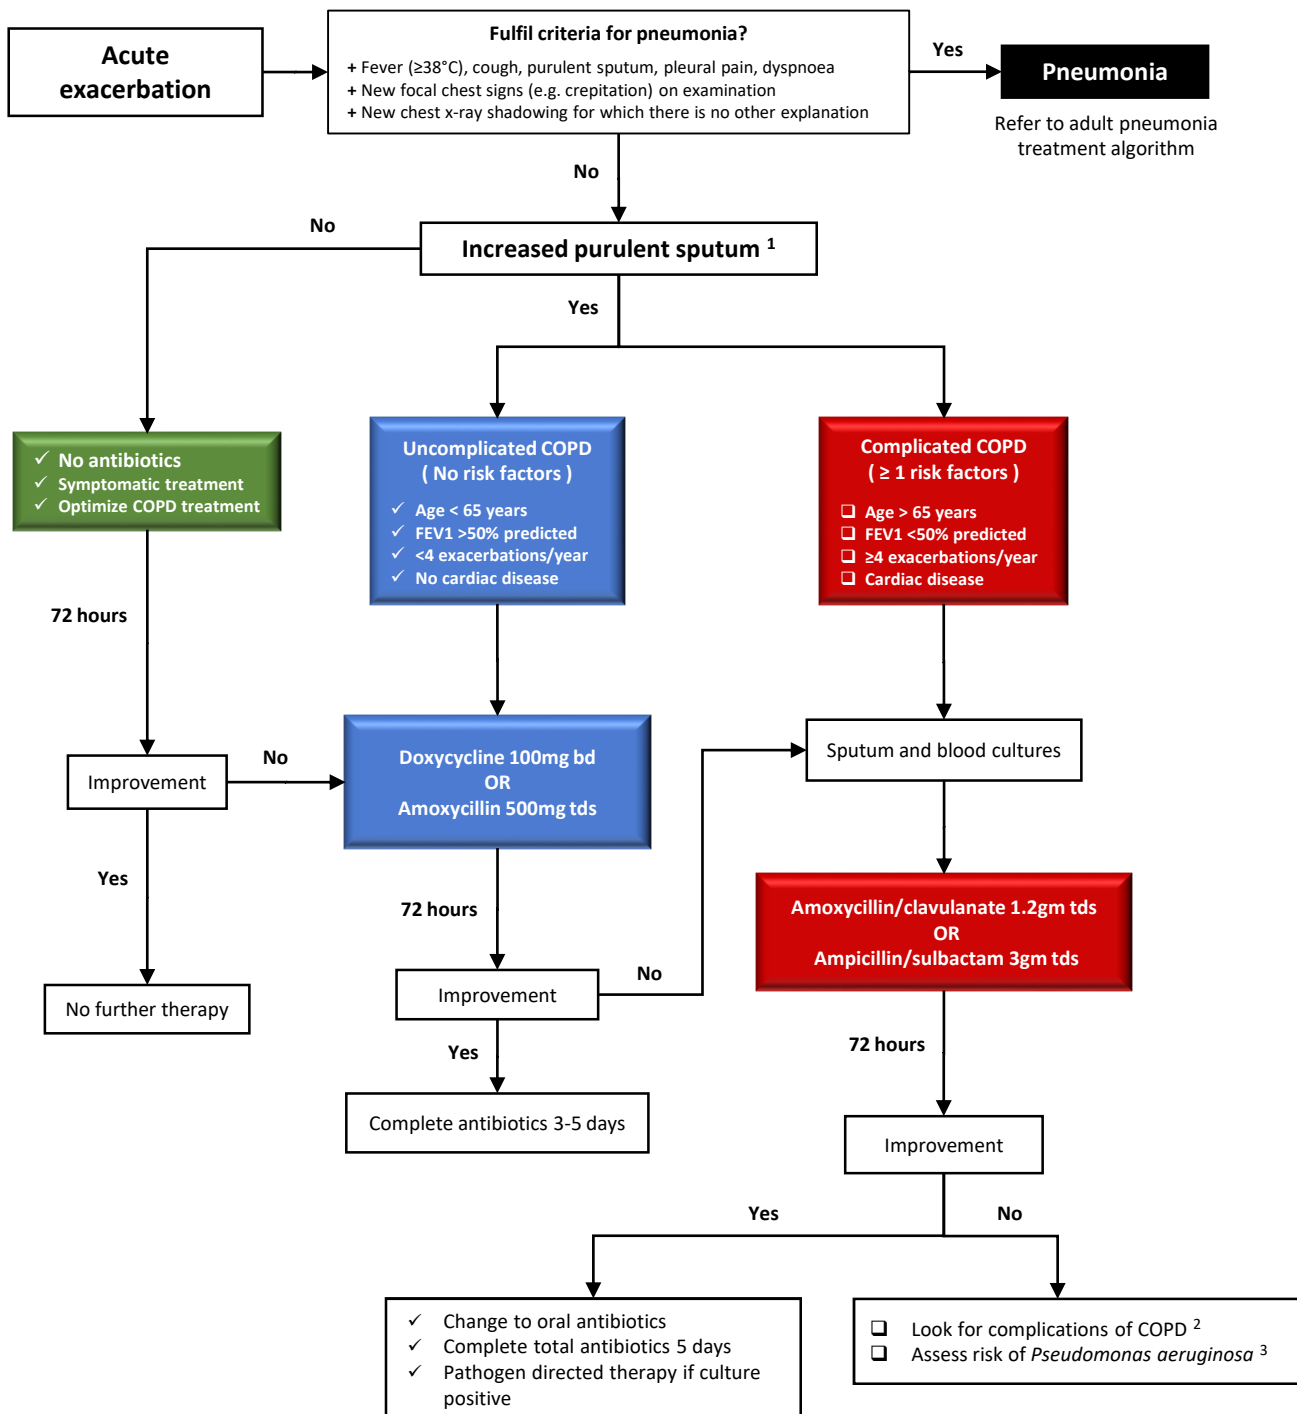 Acute
exacerbation
Fulfil criteria for pneumonia?
+ Fever (≥38°C), cough, purulent sputum, pleural pain, dyspnoea
+ New focal chest signs (e.g. crepitation) on examination
+ New chest x-ray shadowing for which there is no other explanation
Yes
Pneumonia
Refer to adult pneumonia
treatment algorithm
No
No
Increased purulent sputum ¹
Yes
✓ No antibiotics
✓ Symptomatic treatment
✓ Optimize COPD treatment
Uncomplicated COPD
( No risk factors )
✓ Age < 65 years
✓ FEV1 >50% predicted
✓ <4 exacerbations/year
✓ No cardiac disease
Complicated COPD
( ≥ 1 risk factors )
❑ Age > 65 years
❑ FEV1 <50% predicted
❑ ≥4 exacerbations/year
❑ Cardiac disease
72 hours
Improvement
No
Doxycycline 100mg bd
OR
Amoxycillin 500mg tds
Sputum and blood cultures
Yes
72 hours
Amoxycillin/clavulanate 1.2gm tds
OR
Ampicillin/sulbactam 3gm tds
No further therapy
Improvement
No
Yes
72 hours
Complete antibiotics 3-5 days
Improvement
Yes
No
✓ Change to oral antibiotics
✓ Complete total antibiotics 5 days
✓ Pathogen directed therapy if culture
positive
❑ Look for complications of COPD ²
❑ Assess risk of Pseudomonas aeruginosa ³